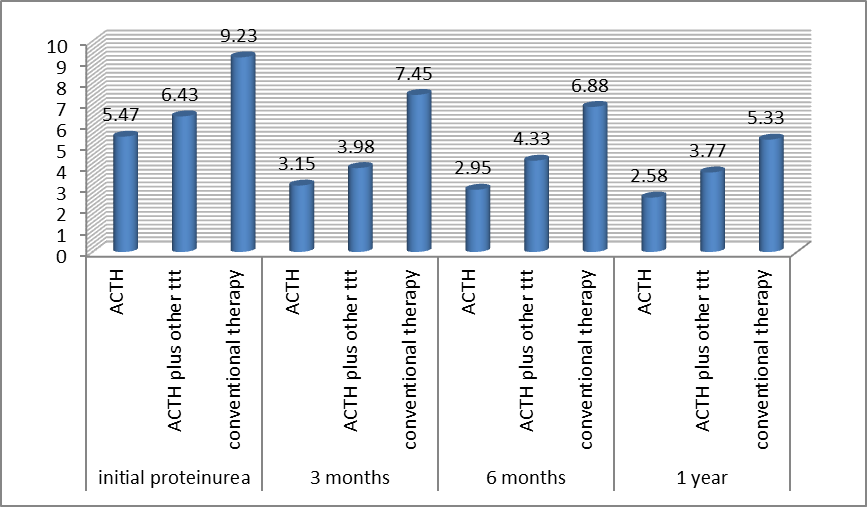 10
9
8
7
6
5
4
3
2
1
0
5.47
6.43
9.23
3.15
3.98
7.45
2.95
4.33
6.88
2.58
3.77
5.33
ACTH
ACTH plus other ttt
conventional therapy
ACTH
ACTH plus other ttt
conventional therapy
ACTH
ACTH plus other ttt
conventional therapy
ACTH
ACTH plus other ttt
conventional therapy
initial proteinurea
3 months
6 months
1 year